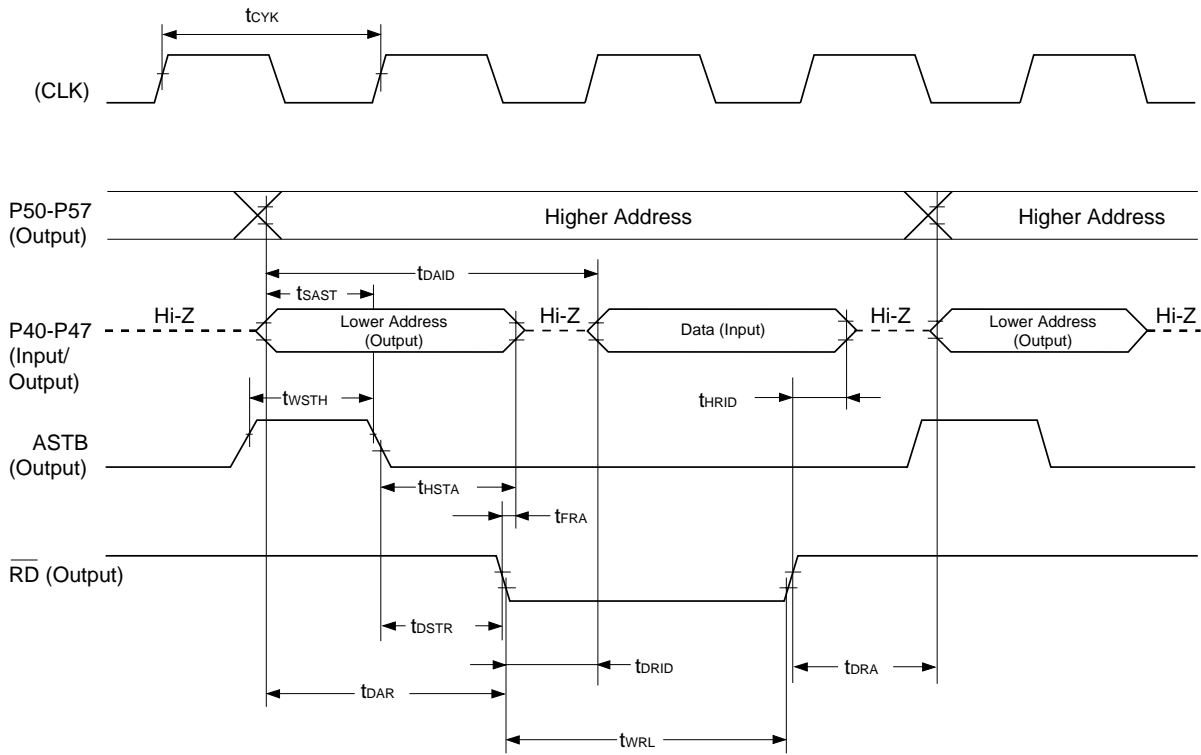 tCYK
(CLK)
P50-P57
(Output)
Higher Address
Higher Address
tDAID
tSAST
P40-P47
(Input/
Output)
Hi-Z
Lower Address
(Output)
Hi-Z
Data (Input)
Hi-Z
Lower Address
(Output)
Hi-Z
tWSTH
tHRID
ASTB
(Output)
tHSTA
tFRA
RD (Output)
tDSTR
tDRID
tDRA
tDAR
tWRL